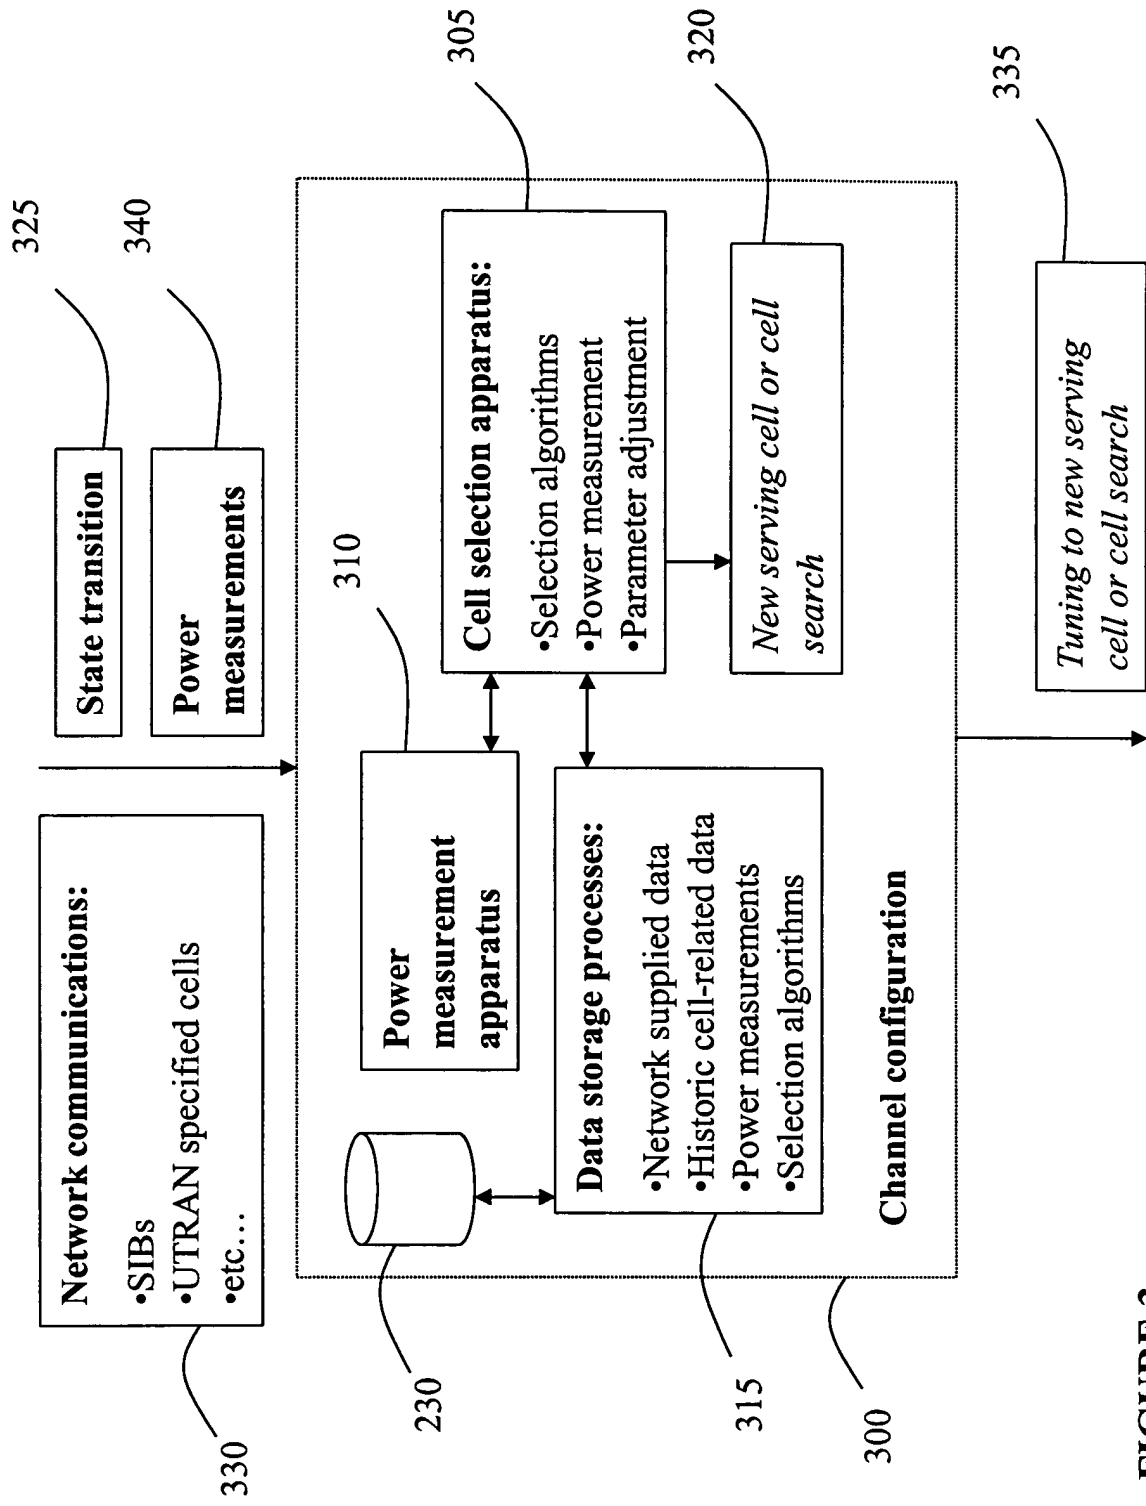 325
State transition
340
Power
measurements
Network communications:
•SIBs
•UTRAN specified cells
•etc…
330
310
Power
measurement
apparatus
305
Cell selection apparatus:
•Selection algorithms
•Power measurement
•Parameter adjustment
230
Data storage processes:
•Network supplied data
•Historic cell-related data
•Power measurements
•Selection algorithms
315
320
New serving cell or cell
search
Channel configuration
300
335
Tuning to new serving
cell or cell search